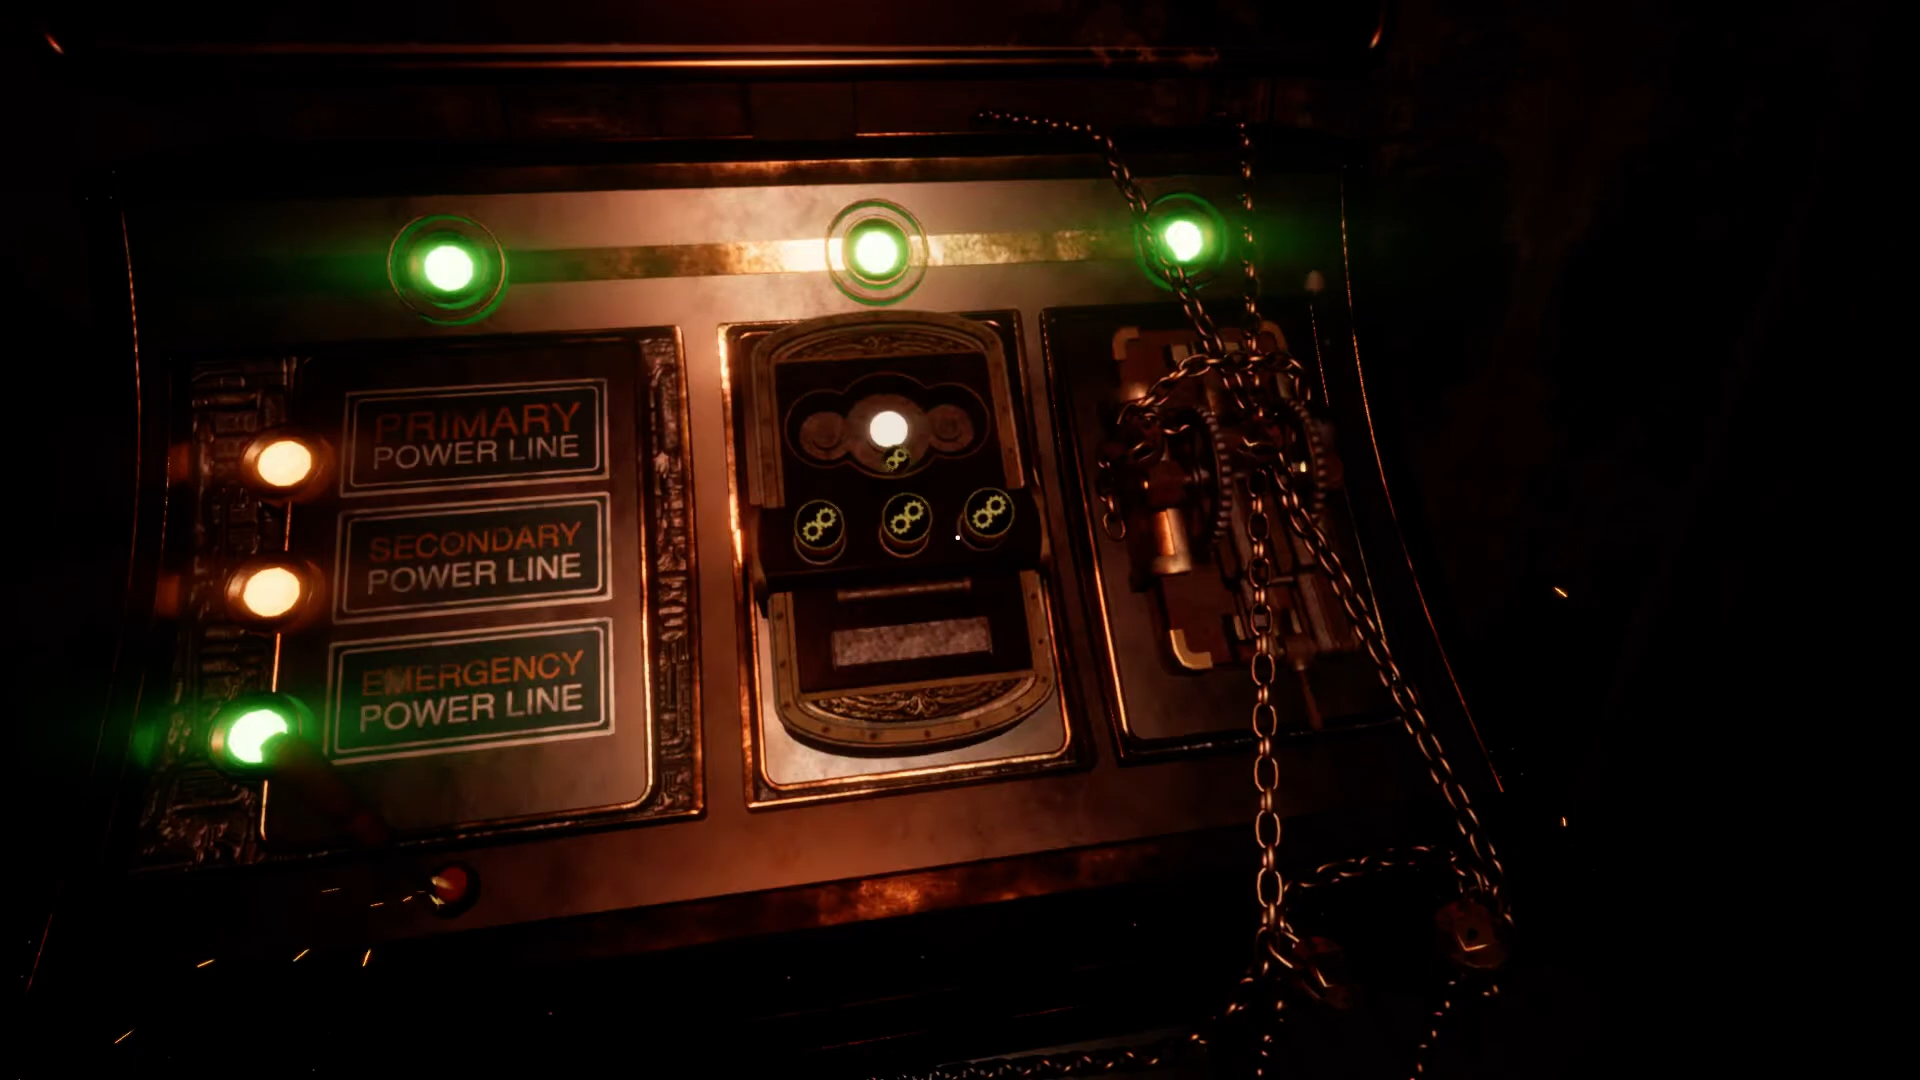 PRIMARY
POWER LINE
SECONDARY
POWER LINE
EMERGENCY
POWER LINE